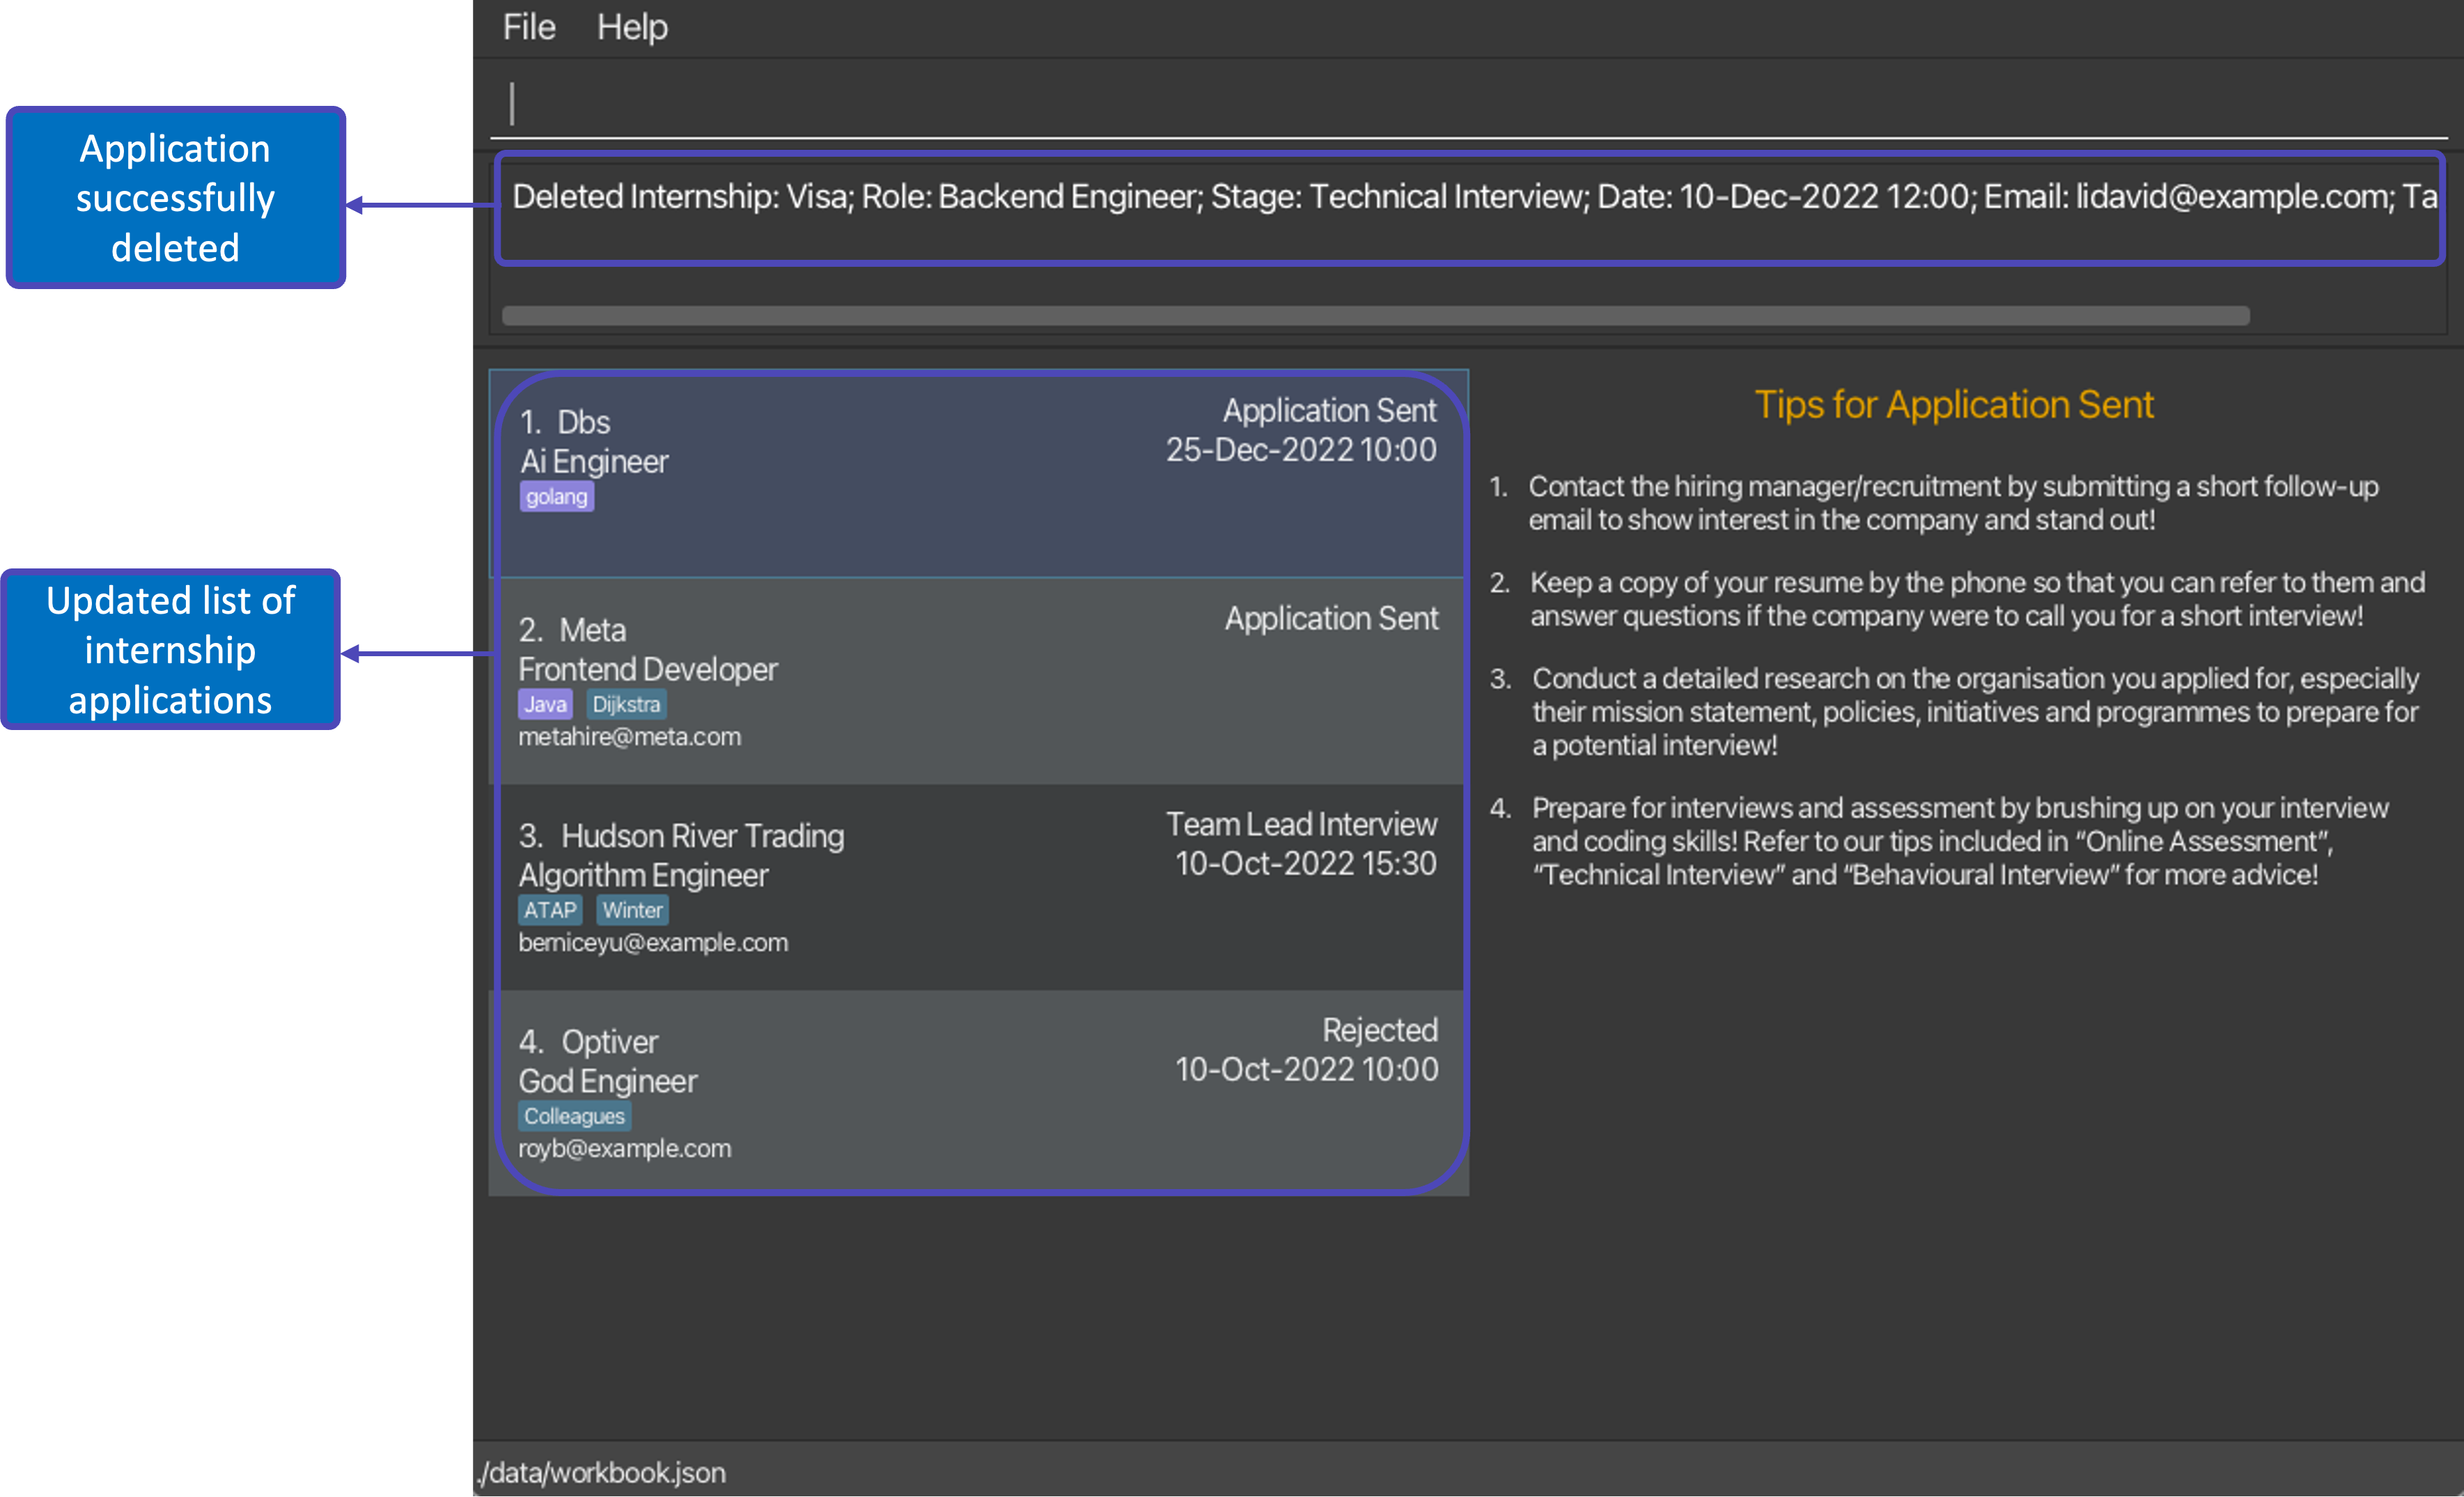 File Help
Application
successfully
deleted
Deleted Internship: Visa; Role: Backend Engineer; Stage: Technical Interview; Date: 10-Dec-2022 12:00; Email: lidavid@example.com; Ta
Updated list of
internship
applications
1. Dbs
Ai Engineer
golang
Application Sent
25-Dec-2022 10:00
2. Meta
Frontend Developer
Java Dijkstra
metahire@meta.com
Application Sent
3. Hudson River Trading
Algorithm Engineer
ATAP Winter
berniceyu@example.com
Team Lead Interview
10-Oct-2022 15:30
4. Optiver
God Engineer
Colleagues
royb@example.com
Rejected
10-Oct-2022 10:00
Tips for Application Sent
1. Contact the hiring manager/recruitment by submitting a short follow-up
email to show interest in the company and stand out!
2. Keep a copy of your resume by the phone so that you can refer to them and
answer questions if the company were to call you for a short interview!
3. Conduct a detailed research on the organisation you applied for, especially
their mission statement, policies, initiatives and programmes to prepare for
a potential interview!
4. Prepare for interviews and assessment by brushing up on your interview
and coding skills! Refer to our tips included in “Online Assessment”,
“Technical Interview” and “Behavioural Interview” for more advice!
./data/workbook.json